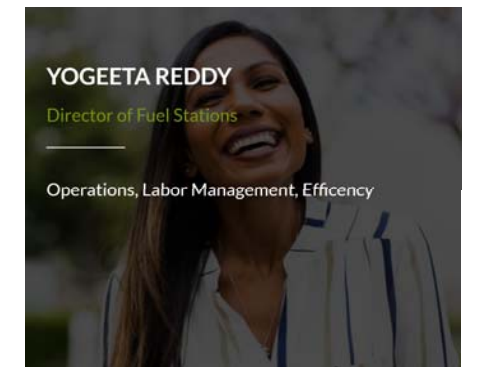 YOGEETA REDDY
Director of Fuel Stations
Operations, Labor Management, Efficency